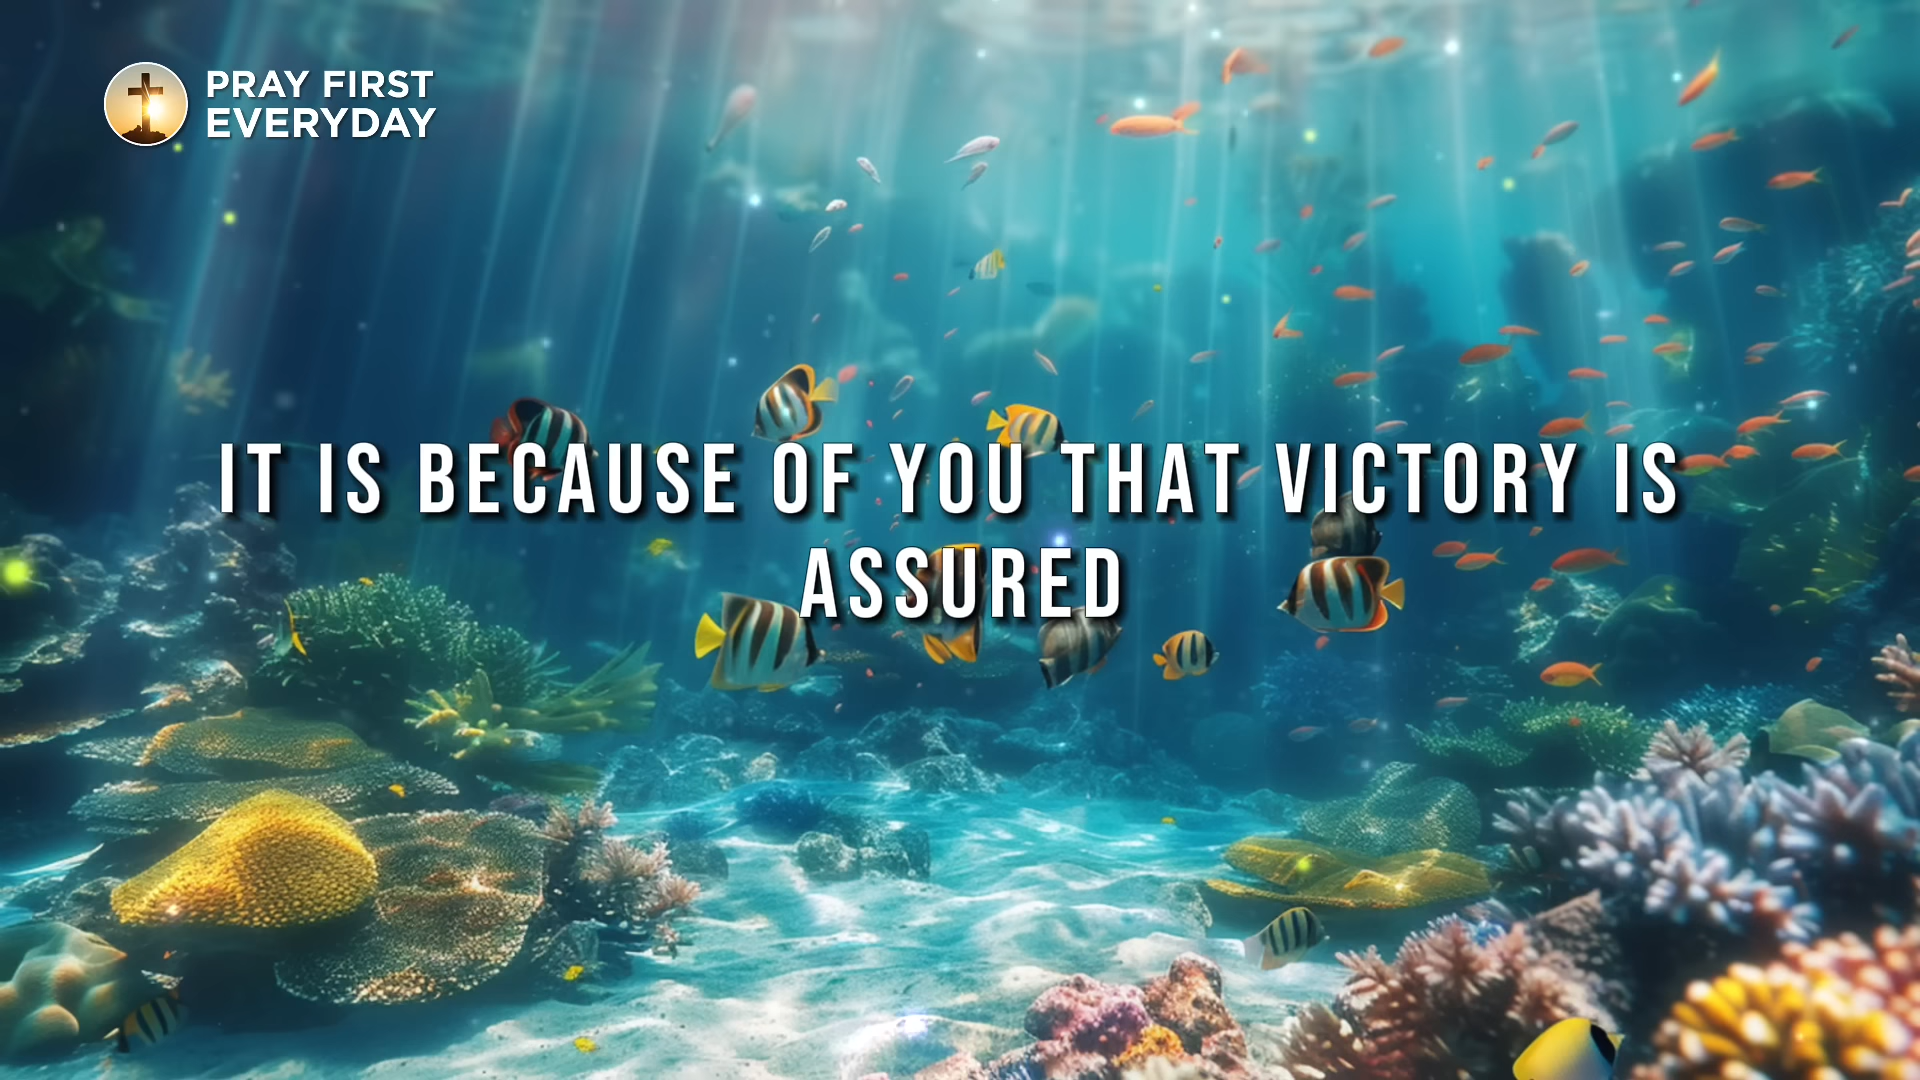 PRAY FIRST
EVERYDAY
IT IS BECAUSE OF YOU THAT VICTORY IS
ASSURED